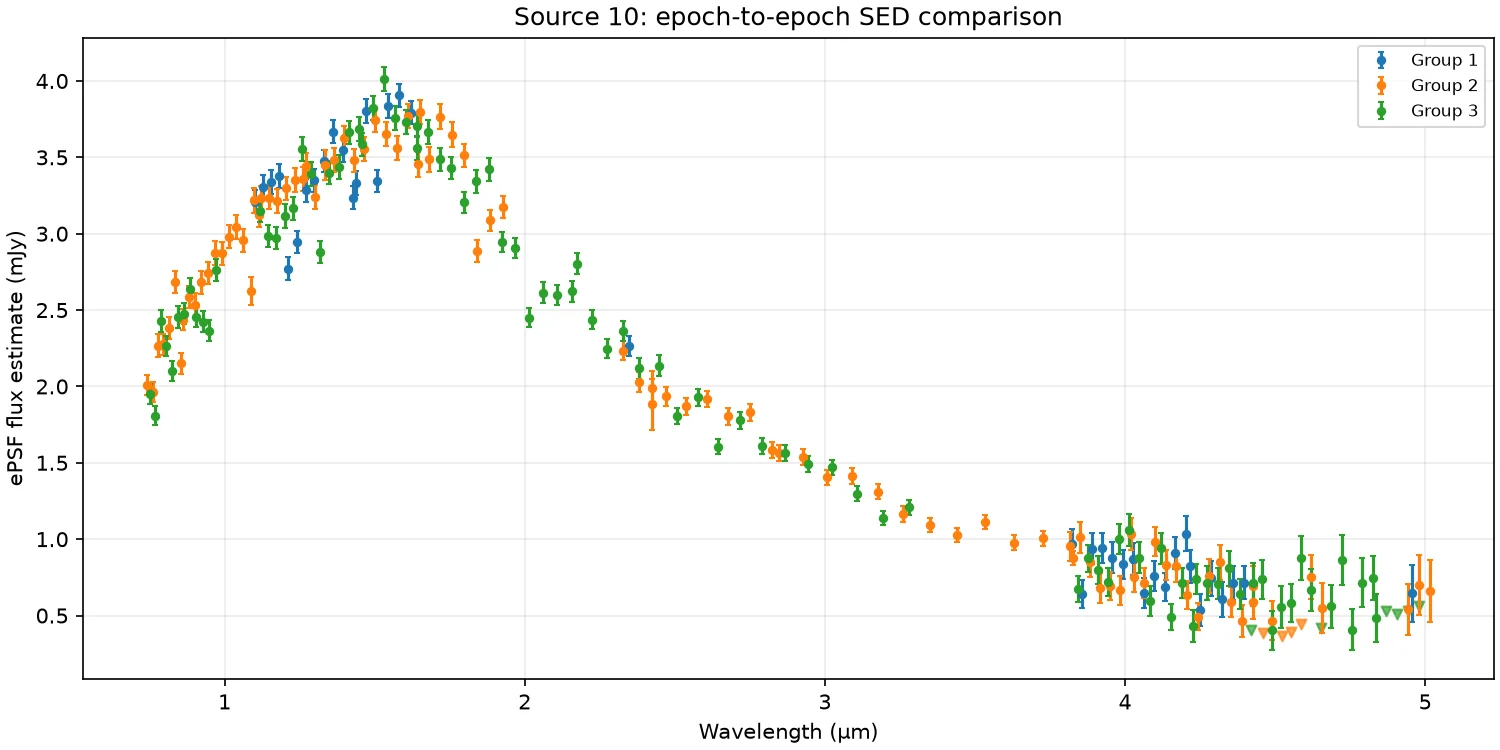 Source 10: epoch-to-epoch SED comparison
Group 1
Group 2
Group 3
ePSF flux estimate (mJy)
4.0
3.5
3.0
2.5
2.0
1.5
1.0
0.5
1 2 3 4 5
Wavelength (μm)